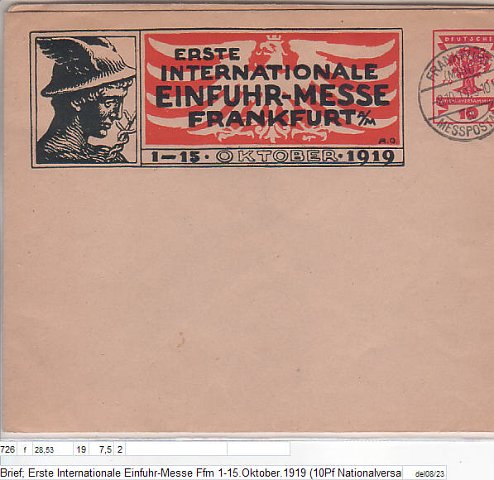 ERSTE
INTERNATIONALE
EINFUHR-MESSE
FRANKFURT A/M
A.O
1–15. OKTOBER. 1919
DEUTSCHE
10
MESSPOSTA
726 f 28,53 19 7,5 2
Brief; Erste Internationale Einfuhr-Messe Ffm 1-15.Oktober.1919 (10Pf Nationalversa del08/23